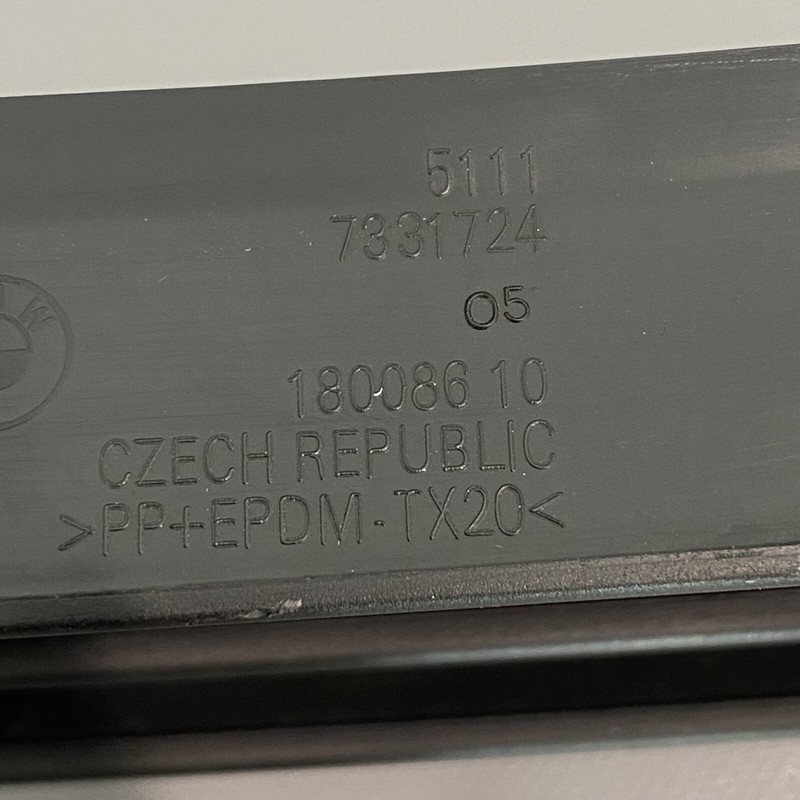 5111
7331724
05
180086 10
CZECH REPUBLIC
>PP+EPDM-TX20<